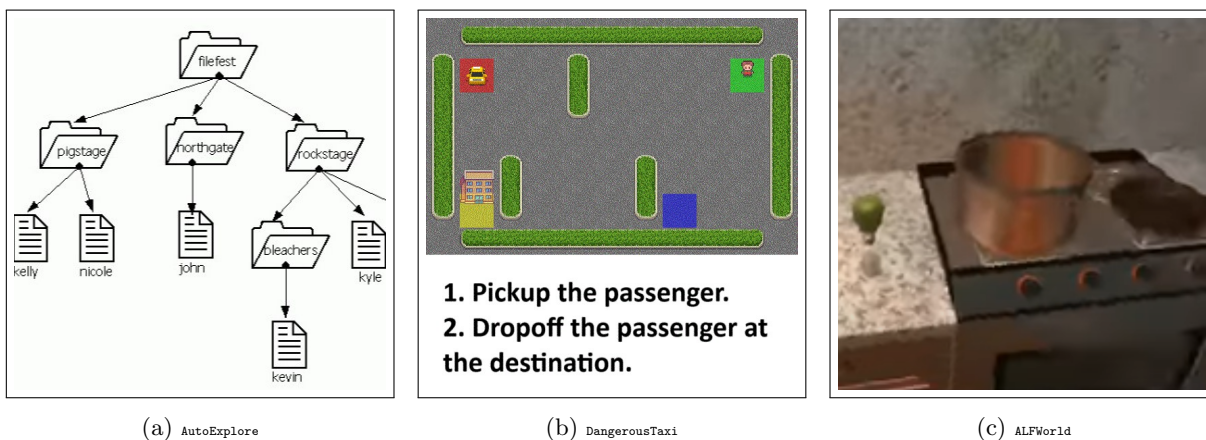 filefest
pigstage
northgate
rockstage
kelly
nicole
john
bleachers
kyle
kevin
1. Pickup the passenger.
2. Dropoff the passenger at
the destination.
(a) AutoExplore
(b) DangerousTaxi
(c) ALFWorld